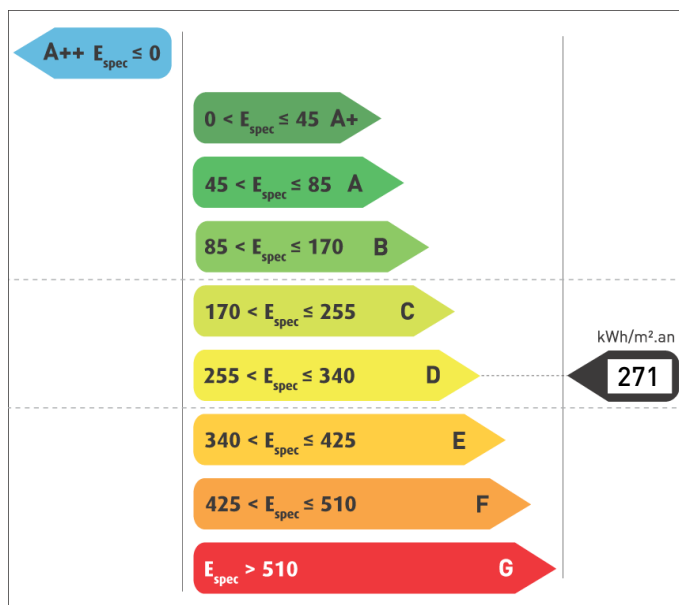 A++ Espec ≤ 0
0 < Espec ≤ 45 A+
45 < Espec ≤ 85 A
85 < Espec ≤ 170 B
170 < Espec ≤ 255 C
kWh/m².an
255 < Espec ≤ 340 D 271
340 < Espec ≤ 425 E
425 < Espec ≤ 510 F
Espec > 510 G